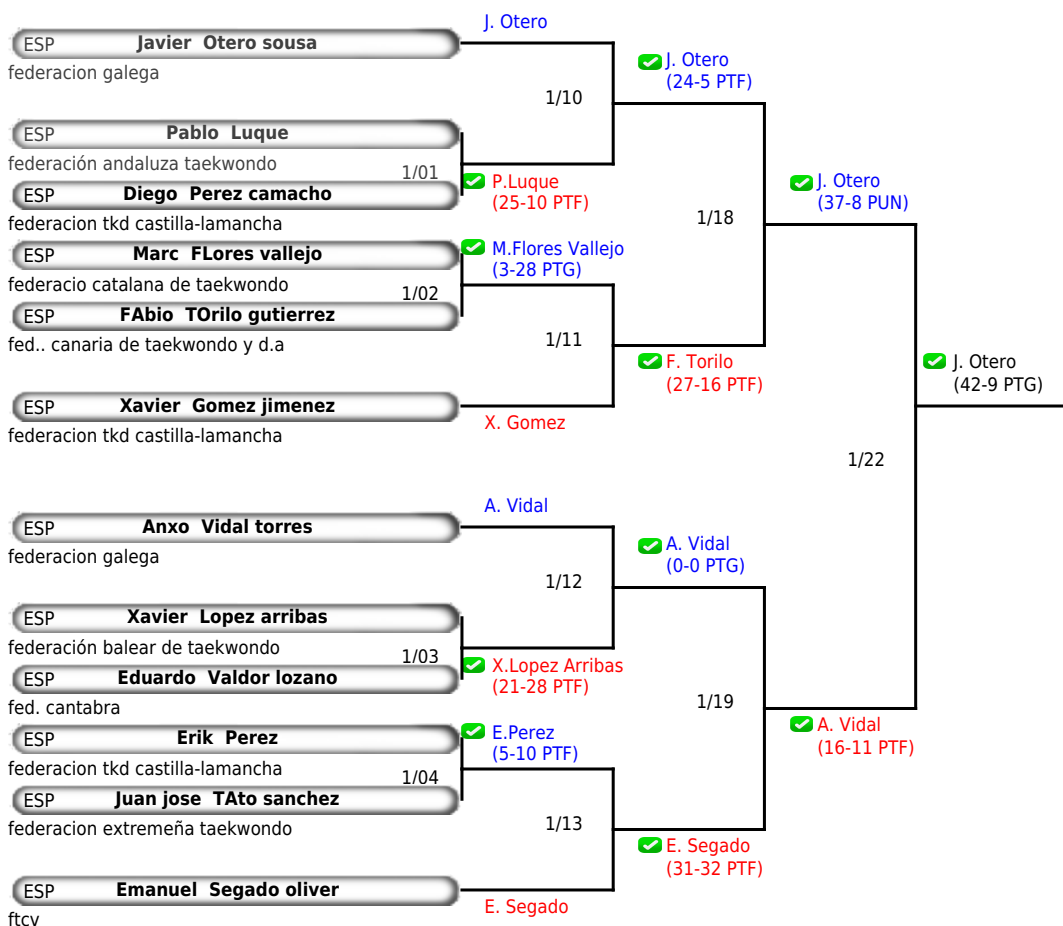 J. Otero
ESP Javier Otero sousa
federacion galega
J. Otero
(24-5 PTF)
1/10
ESP Pablo Luque
federación andaluza taekwondo
1/01
P.Luque
(25-10 PTF)
ESP Diego Perez camacho
federacion tkd castilla-lamancha
J. Otero
(37-8 PUN)
1/18
ESP Marc FLores vallejo
federacio catalana de taekwondo
M.Flores Vallejo
(3-28 PTG)
1/02
ESP FAbio TOrilo gutierrez
fed.. canaria de taekwondo y d.a
1/11
F. Torilo
(27-16 PTF)
J. Otero
(42-9 PTG)
ESP Xavier Gomez jimenez
federacion tkd castilla-lamancha
X. Gomez
1/22
A. Vidal
ESP Anxo Vidal torres
federacion galega
A. Vidal
(0-0 PTG)
1/12
ESP Xavier Lopez arribas
federación balear de taekwondo
1/03
X.Lopez Arribas
(21-28 PTF)
ESP Eduardo Valdor lozano
fed. cantabra
1/19
A. Vidal
(16-11 PTF)
ESP Erik Perez
federacion tkd castilla-lamancha
E.Perez
(5-10 PTF)
1/04
ESP Juan jose TAto sanchez
federacion extremeña taekwondo
1/13
E. Segado
(31-32 PTF)
ESP Emanuel Segado oliver
ftcv
E. Segado